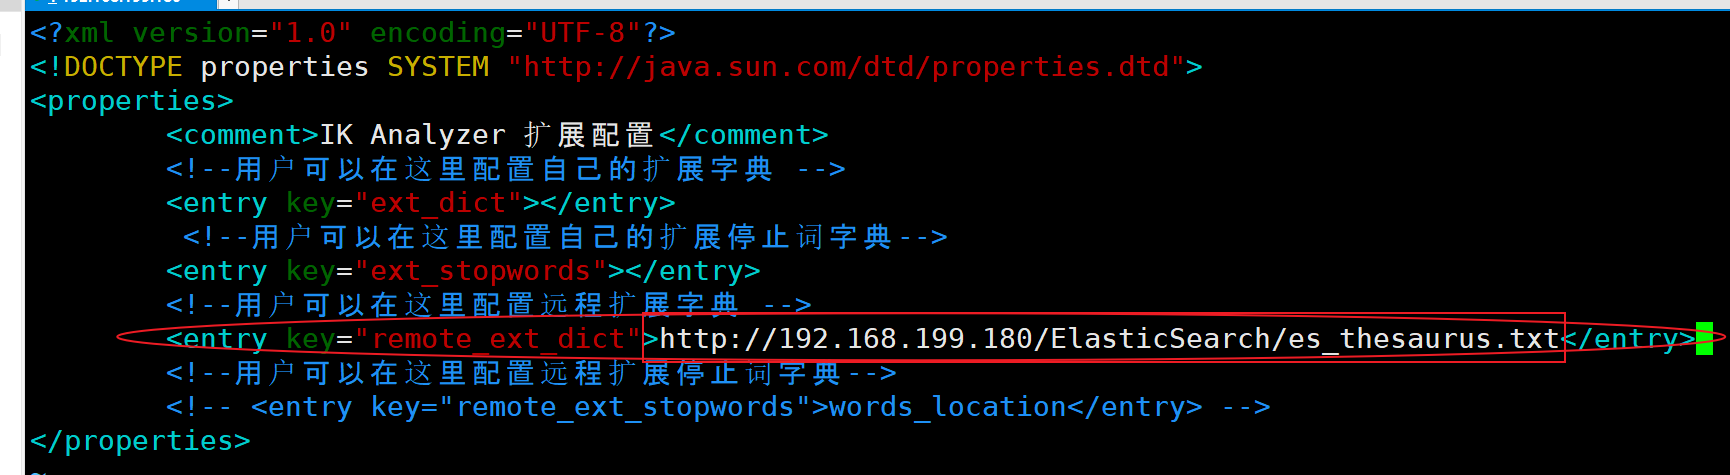 <?xml version="1.0" encoding="UTF-8"?>
<!DOCTYPE properties SYSTEM "http://java.sun.com/dtd/properties.dtd">
<properties>
<comment>IK Analyzer 扩展配置</comment>
<!--用户可以在这里配置自己的扩展字典 -->
<entry key="ext_dict"></entry>
<!--用户可以在这里配置自己的扩展停止词字典-->
<entry key="ext_stopwords"></entry>
<!--用户可以在这里配置远程扩展字典 -->
<entry key="remote_ext_dict">http://192.168.199.180/ElasticSearch/es_thesaurus.txt</entry>
<!--用户可以在这里配置远程扩展停止词字典-->
<!-- <entry key="remote_ext_stopwords">words_location</entry> -->
</properties>
~